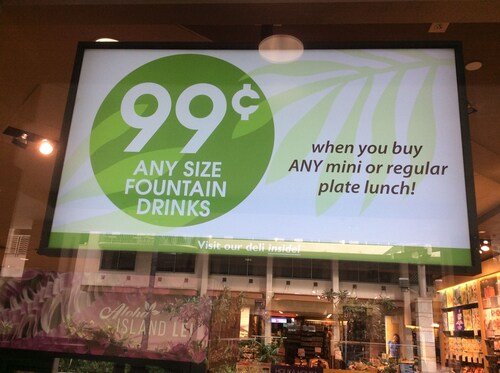 99¢
ANY SIZE
FOUNTAIN
DRINKS
when you buy
ANY mini or regular
plate lunch!
Visit our deli inside!
Aloha
ISLAND